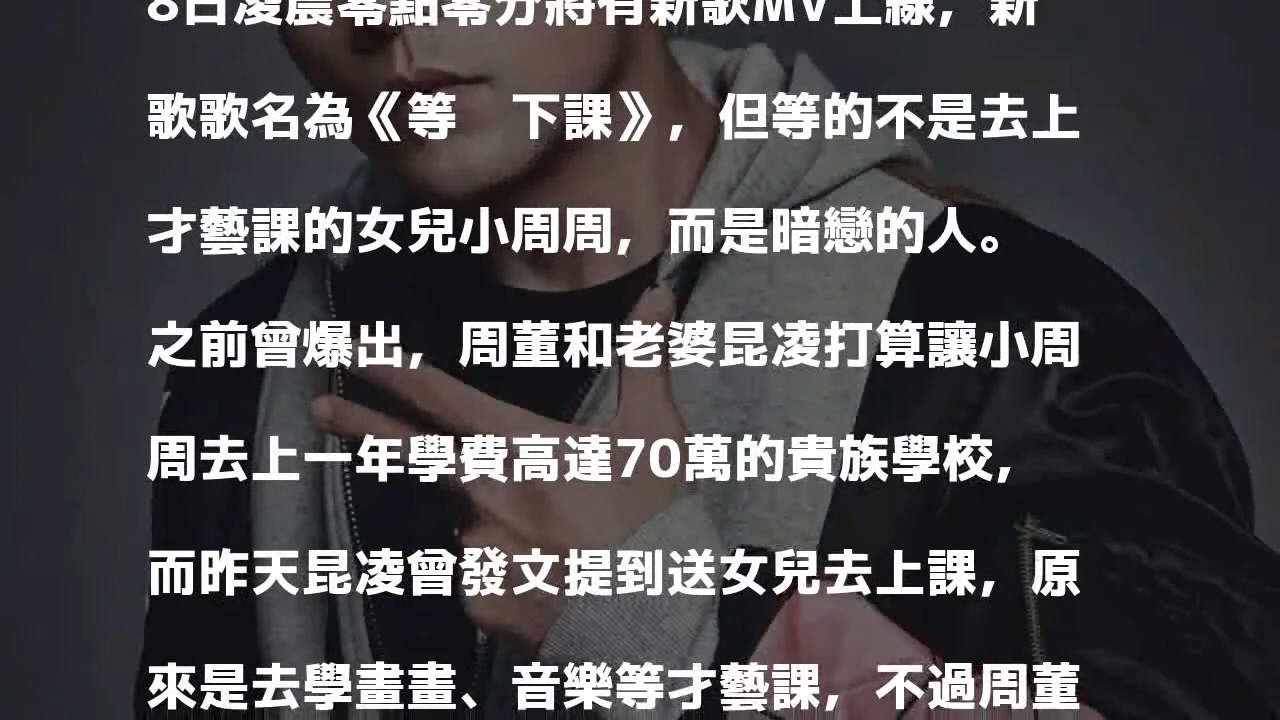 8日凌晨零點零分將有新歌MV上線，新
歌歌名為《等　下課》，但等的不是去上
才藝課的女兒小周周，而是暗戀的人。
之前曾爆出，周董和老婆昆凌打算讓小周
周去上一年學費高達70萬的貴族學校，
而昨天昆凌曾發文提到送女兒去上課，原
來是去學畫畫、音樂等才藝課，不過周董